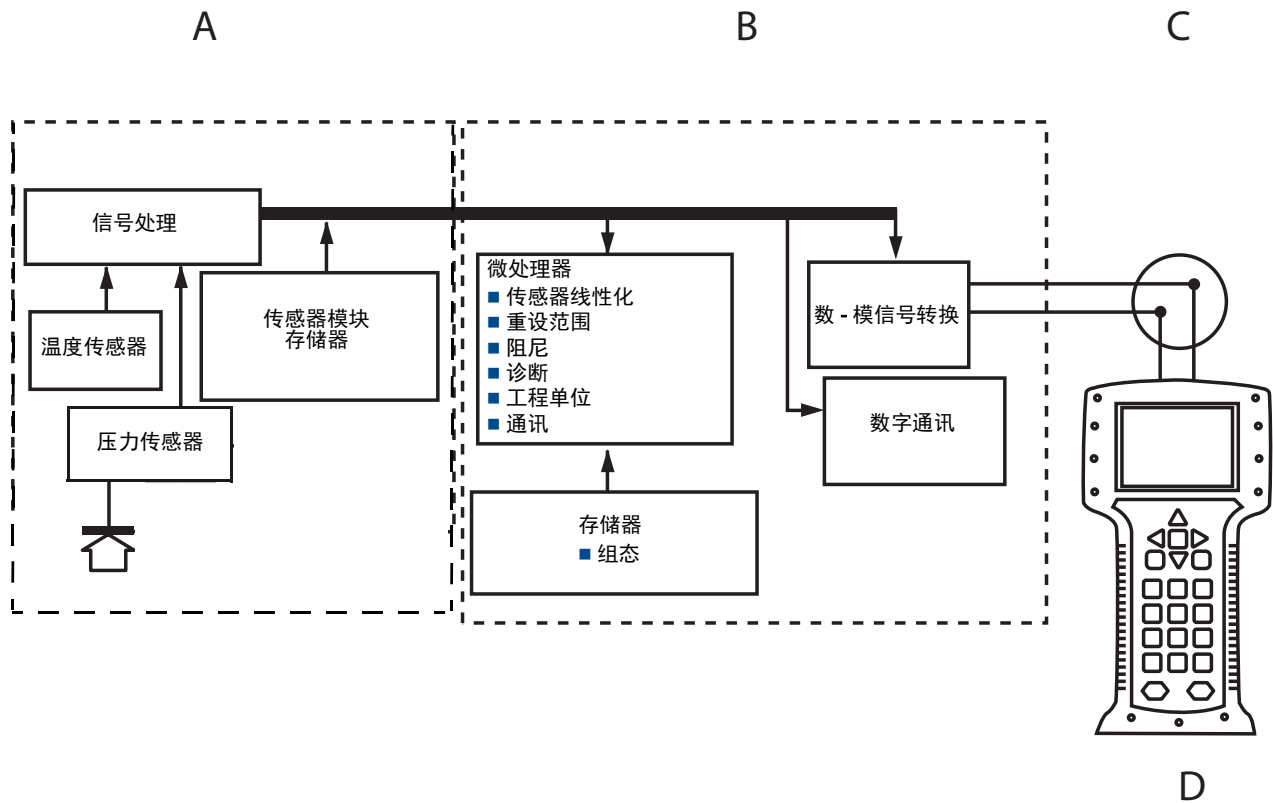 A
B
C
信号处理
温度传感器
压力传感器
传感器模块
存储器
微处理器
■ 传感器线性化
■ 重设范围
■ 阻尼
■ 诊断
■ 工程单位
■ 通讯
存储器
■ 组态
数 - 模信号转换
数字通讯
D